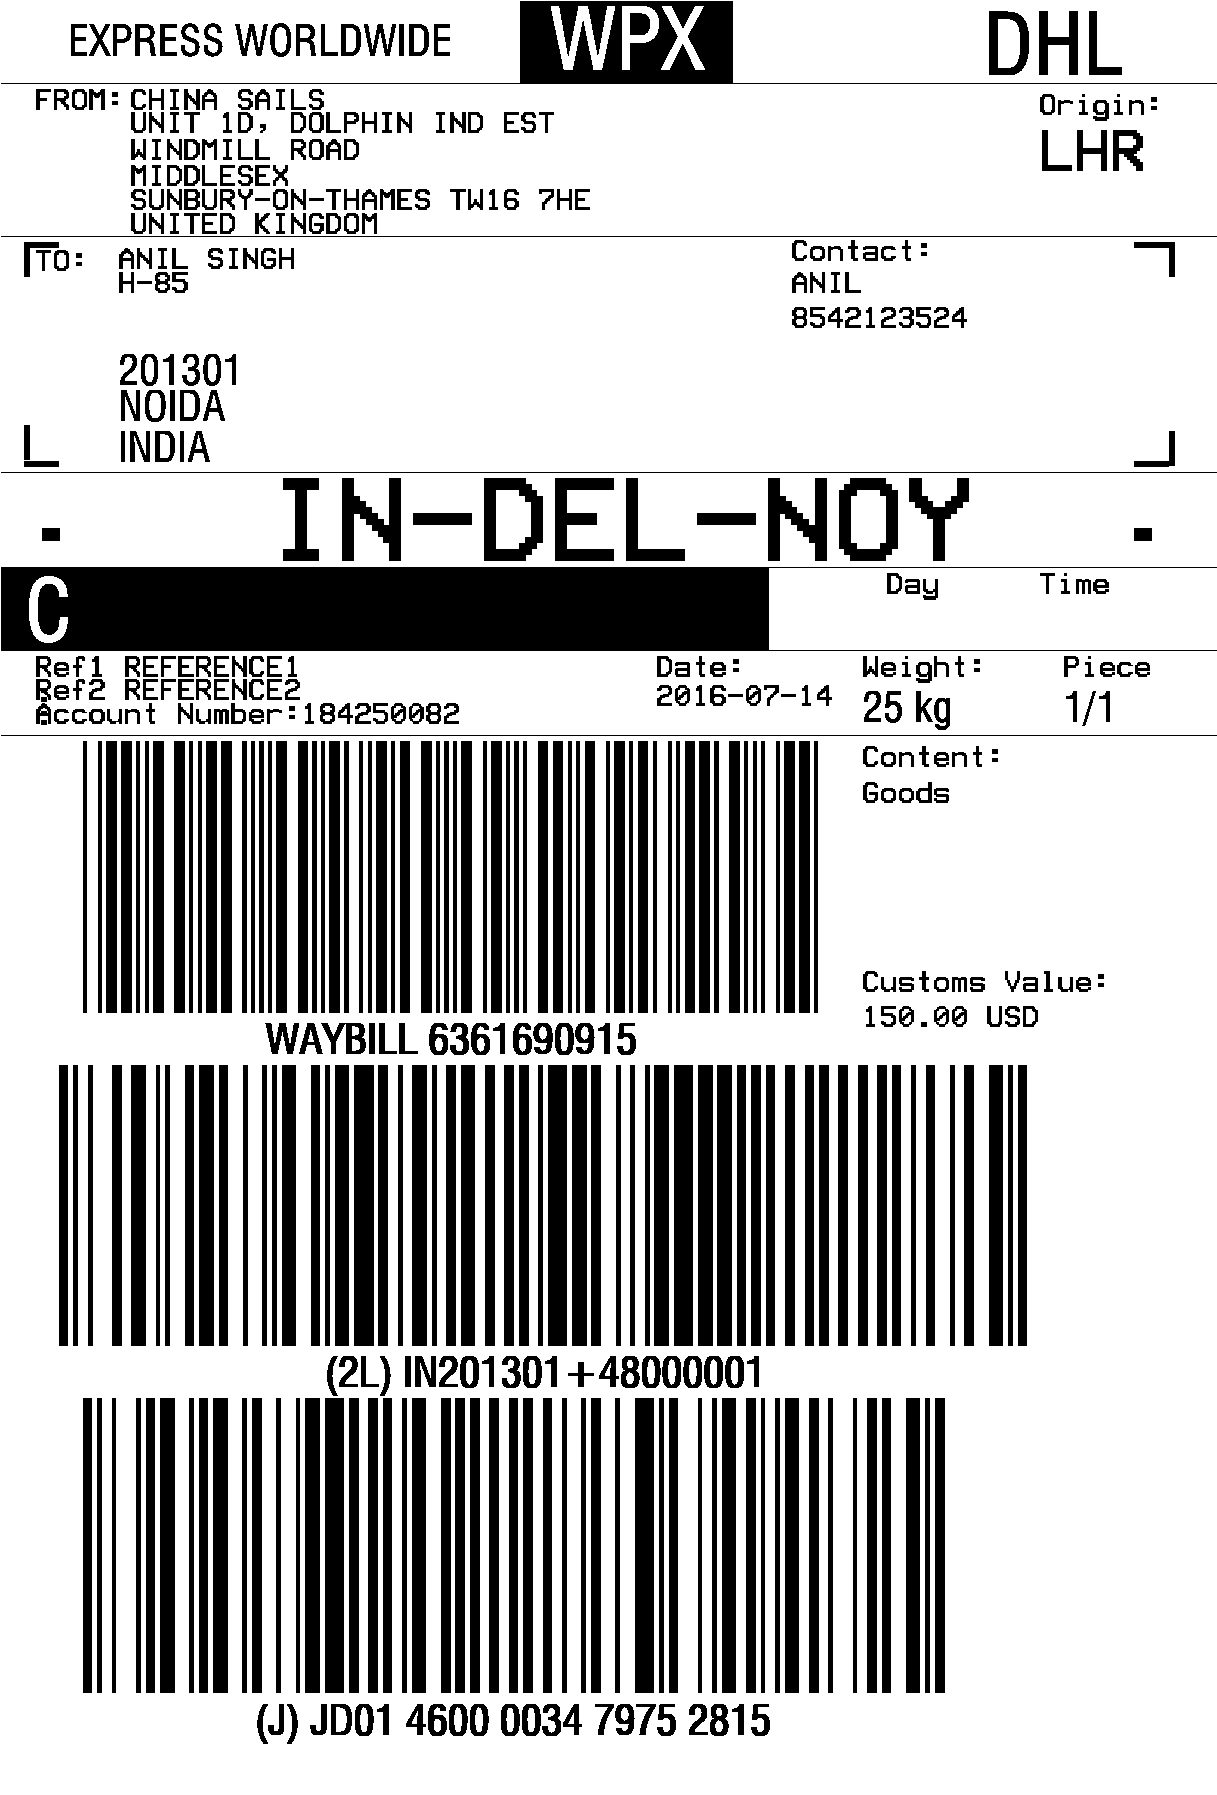 EXPRESS WORLDWIDE WPX DHL
FROM: CHINA SAILS
UNIT 1D, DOLPHIN IND EST
WINDMILL ROAD
MIDDLESEX
SUNBURY-ON-THAMES TW16 7HE
UNITED KINGDOM
Origin:
LHR
TO: ANIL SINGH
H-85
201301
NOIDA
INDIA
Contact:
ANIL
8542123524
- IN-DEL-NOY -
C
Day Time
Ref1 REFERENCE1
Ref2 REFERENCE2
Account Number:184250082
Date:
2016-07-14
Weight:
25 kg
Piece
1/1
Content:
Goods
Customs Value:
150.00 USD
WAYBILL 6361690915
(2L) IN201301+48000001
(J) JD01 4600 0034 7975 2815